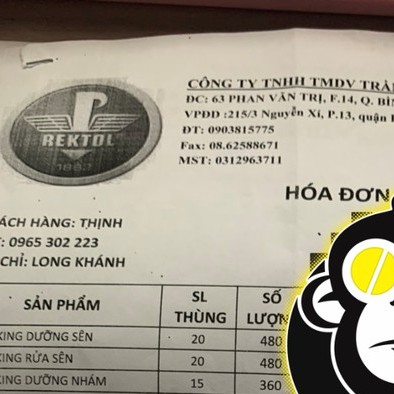 P
REKTOL
1997
CÔNG TY TNHH TMDV TRẦ
ĐC: 63 PHAN VĂN TRỊ, F.14, Q. BÌ
VPĐD :215/3 Nguyễn Xí, P.13, quận
ĐT: 0903815775
Fax: 08.62588671
MST: 0312963711
HÓA ĐƠN
ÁCH HÀNG: THỊNH
: 0965 302 223
CHỈ: LONG KHÁNH
SẢN PHẨM SL THÙNG SỐ LƯỢN
KING DƯỠNG SÊN 20 480
KING RỬA SÊN 20 480
KING DƯỠNG NHÁM 15 360